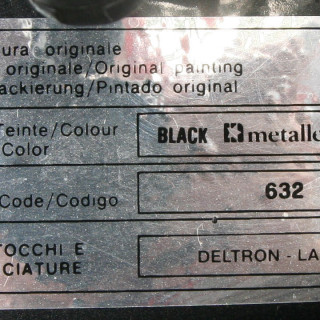 ura originale
originale/Original painting
ackierung/Pintado original
Teinte/Colour
Color
BLACK metalle
Code/Codigo
632
TOCCHI E
CIATURE
DELTRON - LA